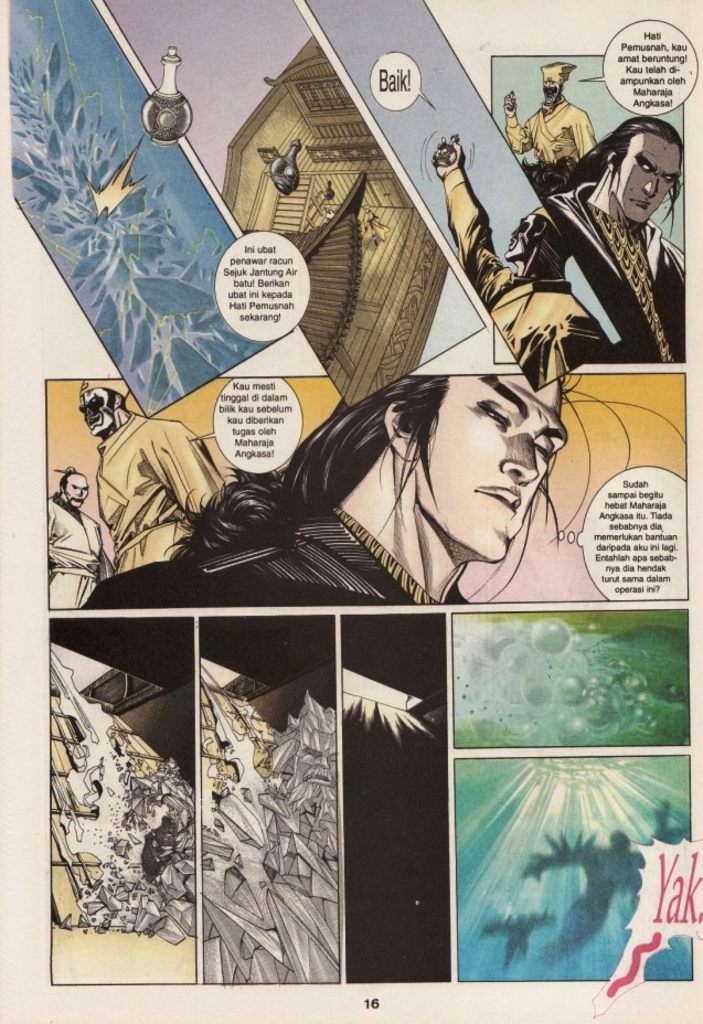 Ini ubat
penawar racun
Sejuk Jantung Air
batu! Berikan
ubat ini kepada
Hati Pemusnah
sekarang!
Baik!
Hati
Pemusnah, kau
amat beruntung!
Kau telah di-
ampunkan oleh
Maharaja
Angkasa!
Kau mesti
tinggal di dalam
bilik kau sebelum
kau diberikan
tugas oleh
Maharaja
Angkasa!
Sudah
sampai begitu
hebat Maharaja
Angkasa itu. Tiada
sebabnya dia
memerlukan bantuan
daripada aku ini lagi.
Entahlah apa sebab-
nya dia hendak
turut sama dalam
operasi ini?
Yak!
16